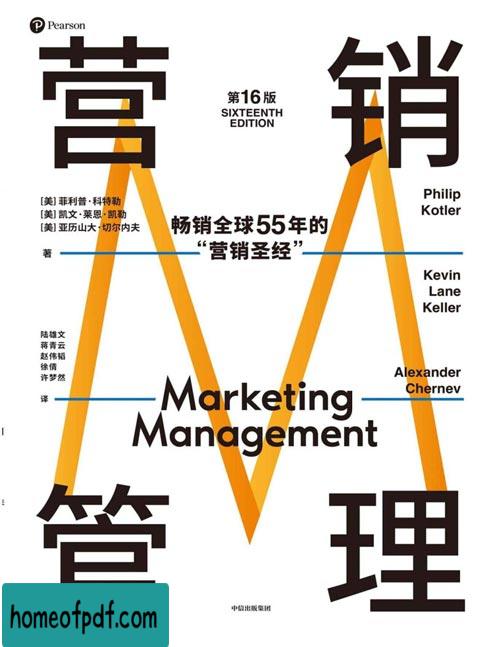 Pearson
营销
第16版
SIXTEENTH
EDITION
[美] 菲利普·科特勒
[美] 凯文·莱恩·凯勒
[美] 亚历山大·切尔内夫
著
畅销全球55年的
“营销圣经”
Philip
Kotler
Kevin
Lane
Keller
Alexander
Chernev
陆雄文
蒋青云
赵伟韬
徐倩
许梦然
译
Marketing
Management
管理
中信出版集团
homeofpdf.com